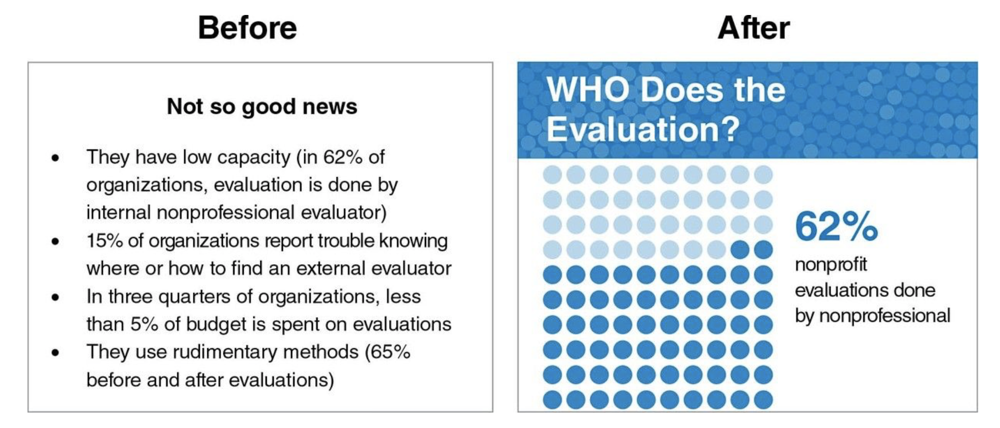 Before
Not so good news
• They have low capacity (in 62% of
organizations, evaluation is done by
internal nonprofessional evaluator)
• 15% of organizations report trouble knowing
where or how to find an external evaluator
• In three quarters of organizations, less
than 5% of budget is spent on evaluations
• They use rudimentary methods (65%
before and after evaluations)
After
WHO Does the
Evaluation?
62%
nonprofit
evaluations done
by nonprofessional